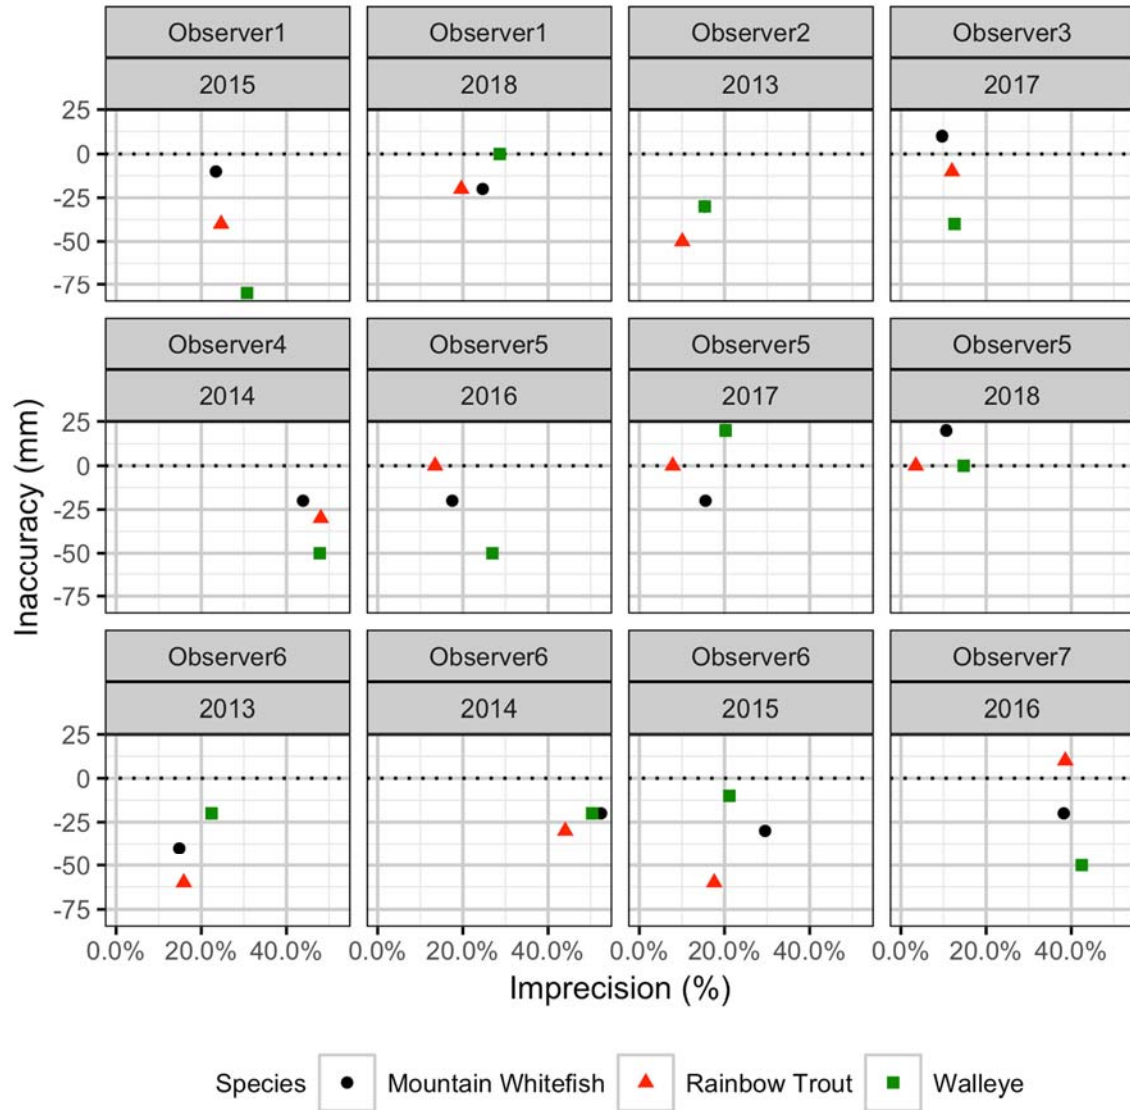 Observer1 Observer1 Observer2 Observer3
2015 2018 2013 2017
25
0
-25
-50
-75
Observer4 Observer5 Observer5 Observer5
2014 2016 2017 2018
25
0
-25
-50
-75
Inaccuracy (mm)
Observer6 Observer6 Observer6 Observer7
2013 2014 2015 2016
25
0
-25
-50
-75
0.0% 20.0% 40.0% 0.0% 20.0% 40.0% 0.0% 20.0% 40.0% 0.0% 20.0% 40.0%
Imprecision (%)
Species Mountain Whitefish Rainbow Trout Walleye